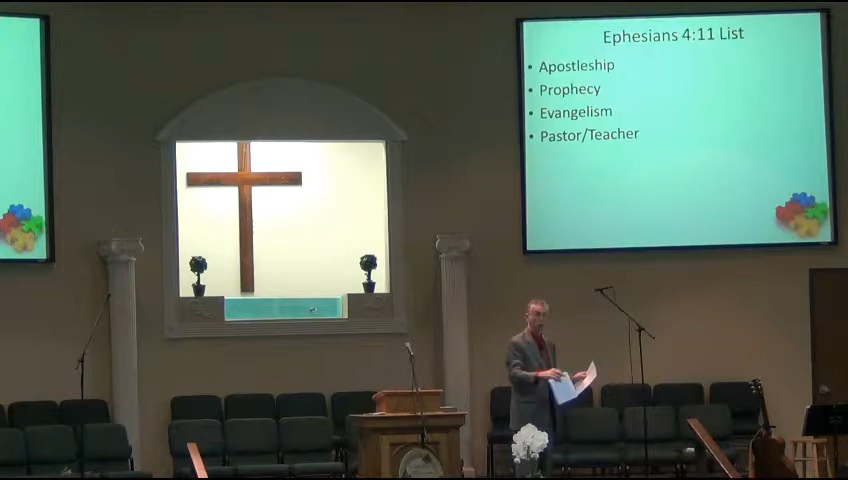 Ephesians 4:11 List
• Apostleship
• Prophecy
• Evangelism
• Pastor/Teacher